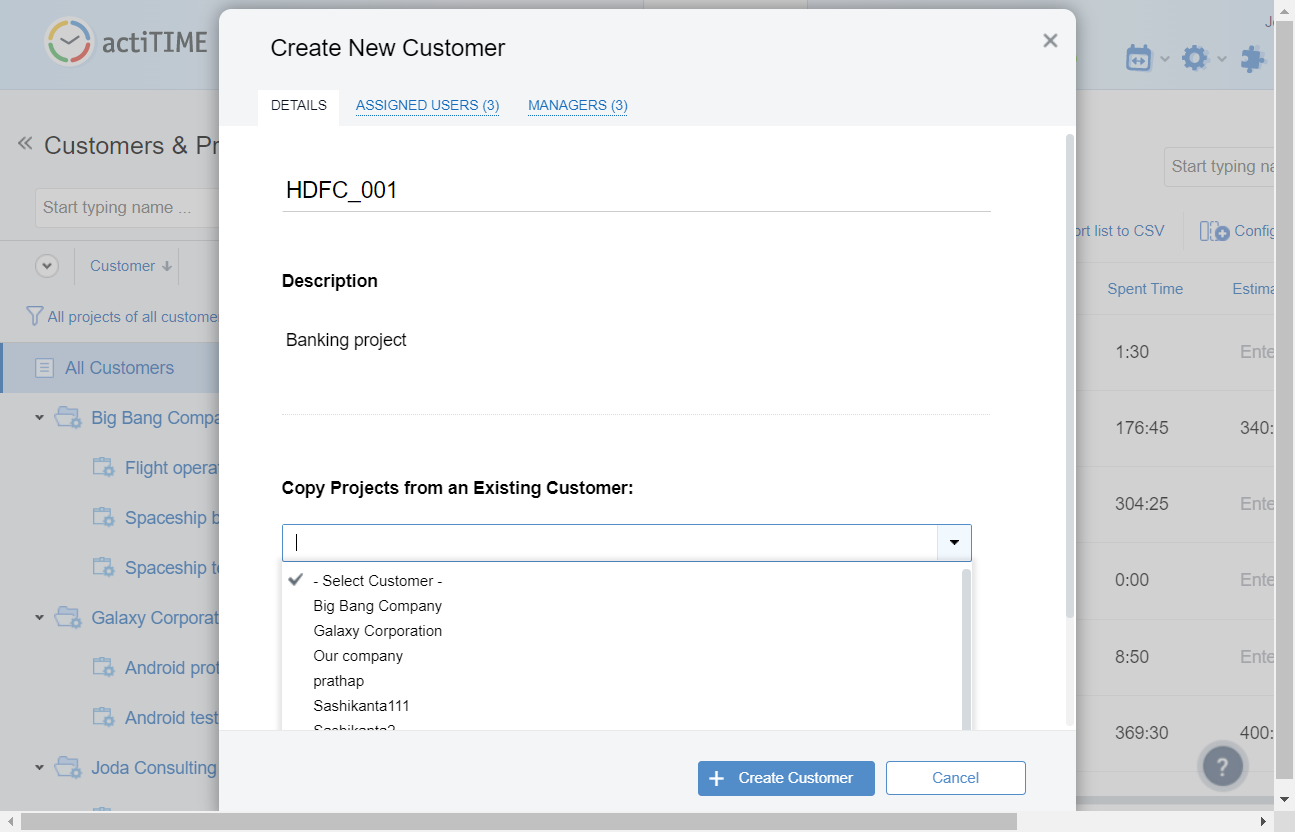 actiTIME
Create New Customer
DETAILS
ASSIGNED USERS (3)
MANAGERS (3)
Customers & Pr
Start typing name ...
Start typing na
HDFC_001
ort list to CSV
Config
Customer
All projects of all custome
Description
Spent Time
Estima
Banking project
1:30
Ente
All Customers
Big Bang Compa
176:45
340:
Flight opera
Copy Projects from an Existing Customer:
304:25
Ente
Spaceship b
Spaceship te
- Select Customer -
0:00
Ente
Big Bang Company
Galaxy Corporat
Galaxy Corporation
Our company
8:50
Ente
Android prot
prathap
Sashikanta111
Android test
Sashikanta2
369:30
400:
Joda Consulting
Create Customer
Cancel
?